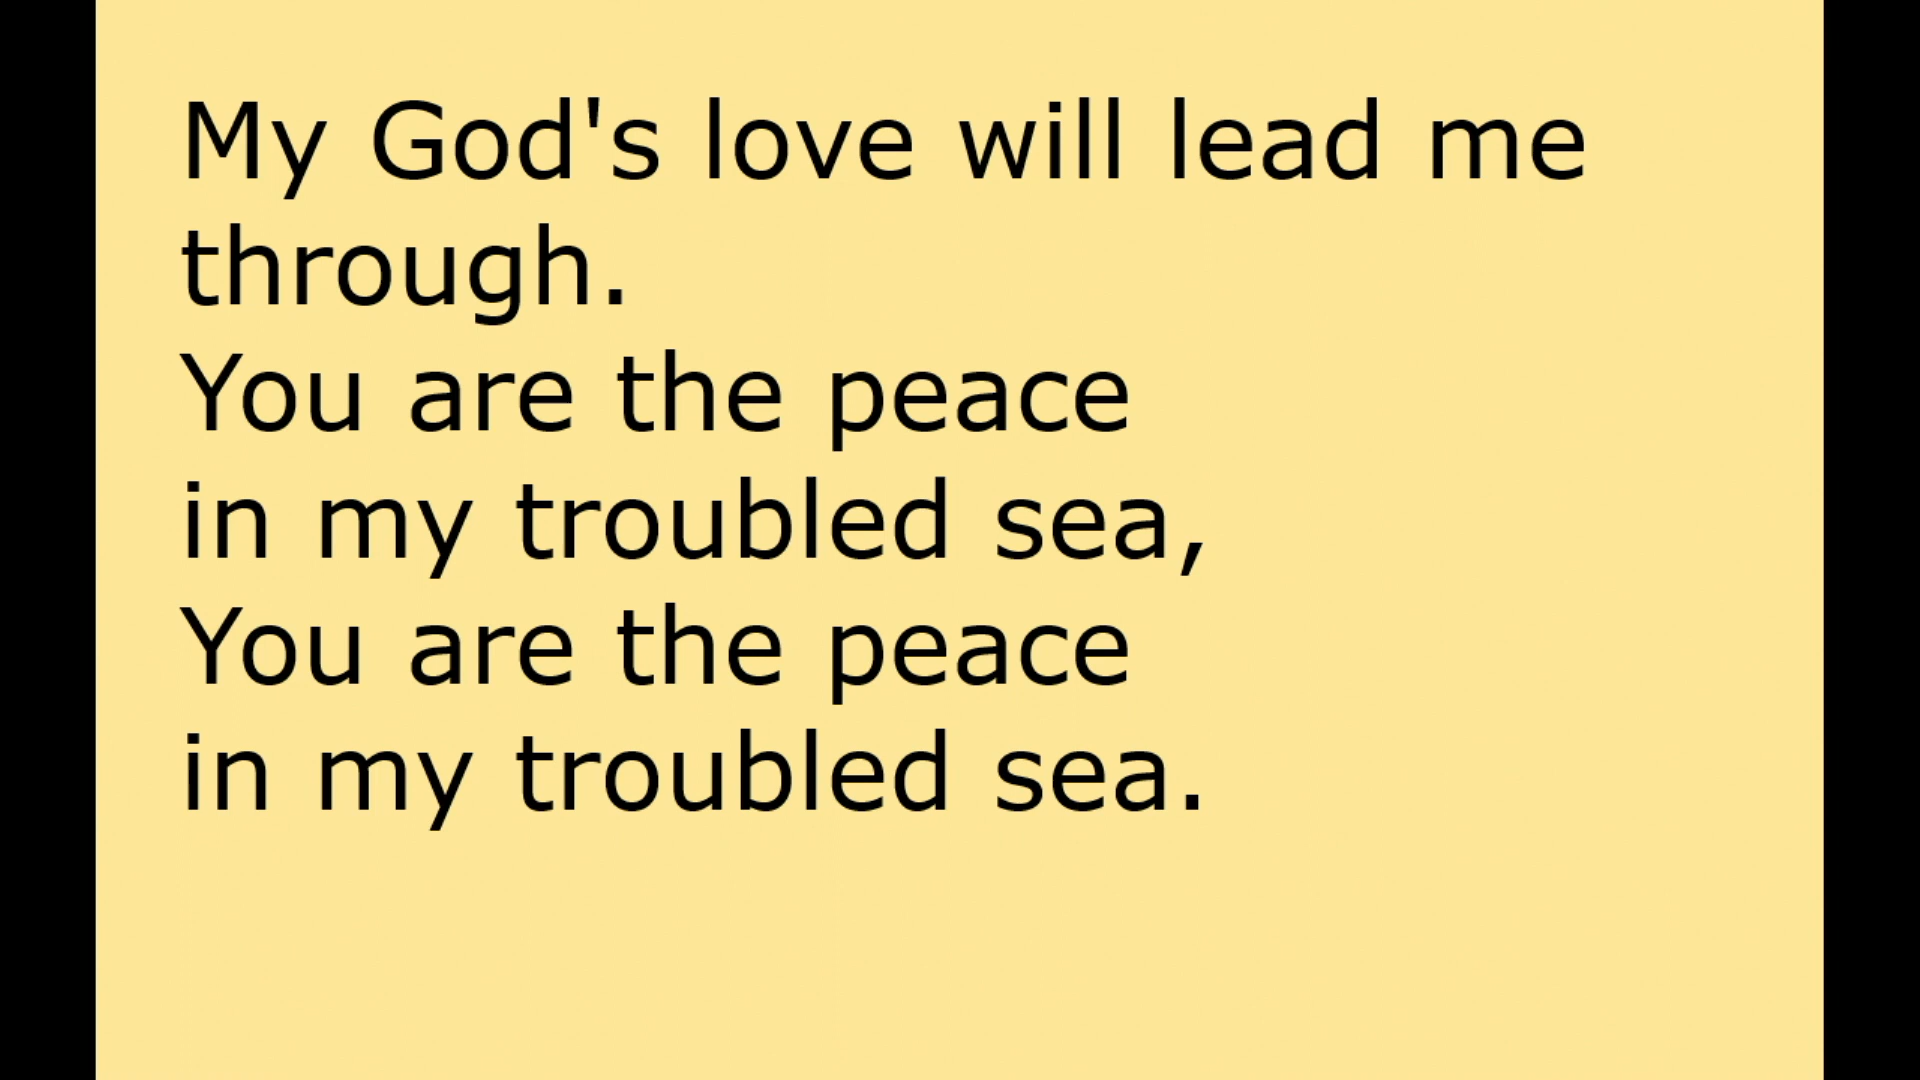 My God's love will lead me
through.
You are the peace
in my troubled sea,
You are the peace
in my troubled sea.